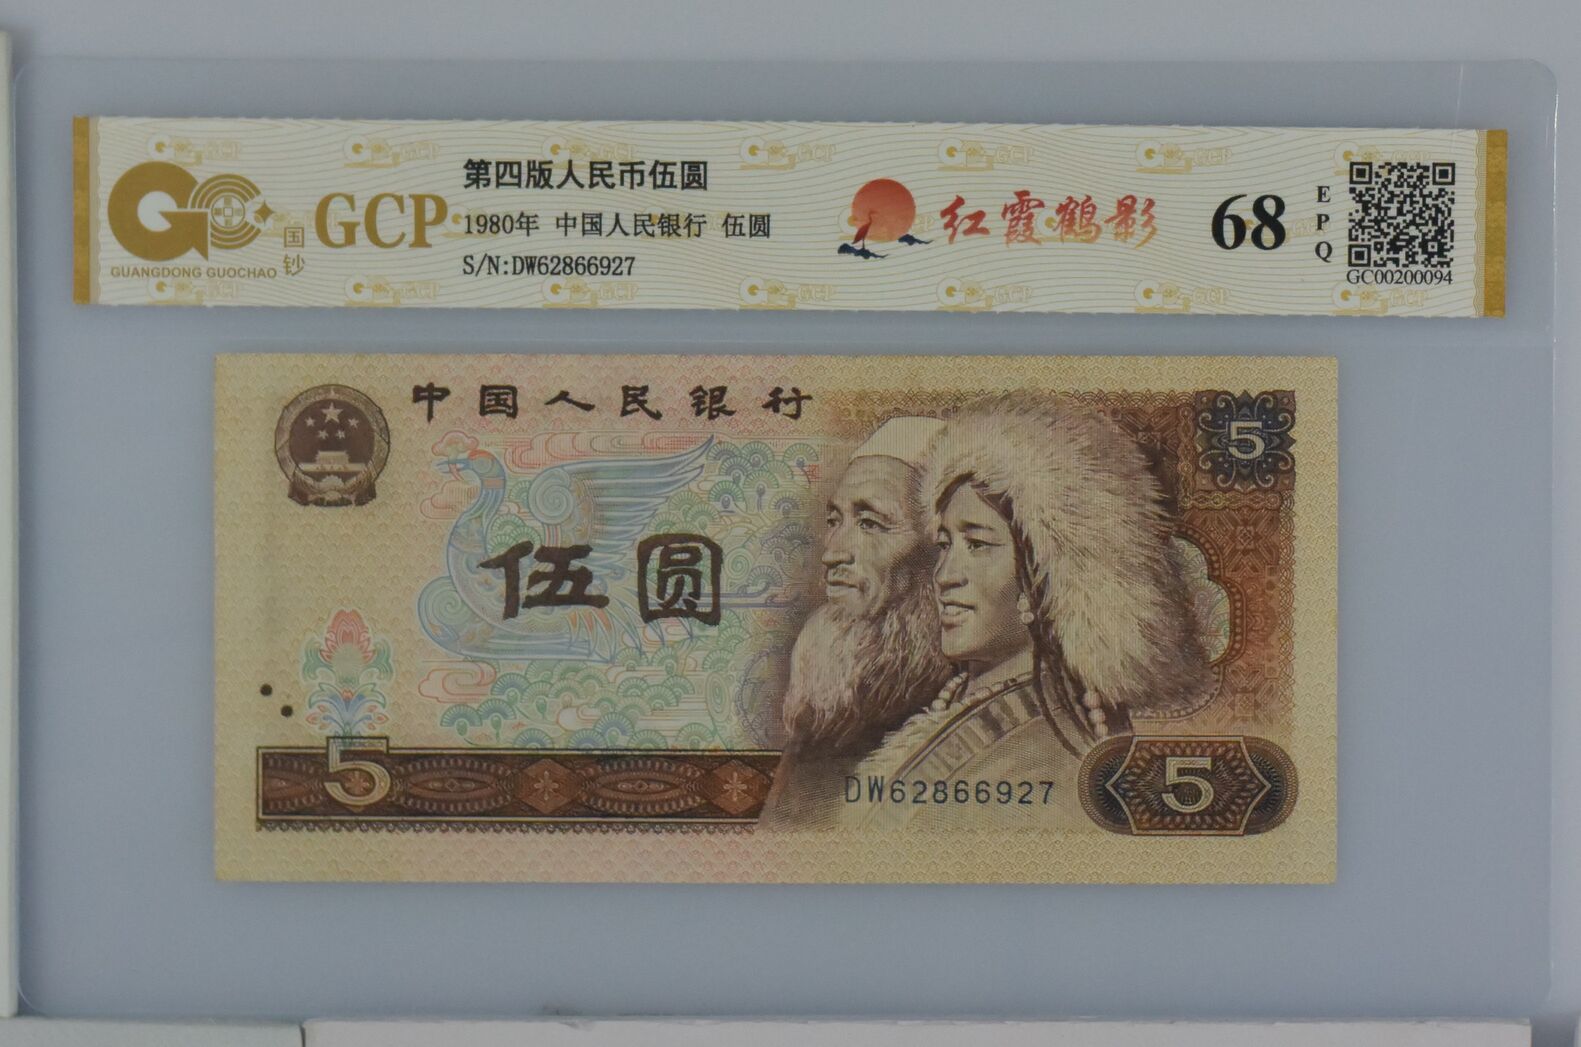 第四版人民币伍圆
GCP
国钞
GUANGDONG GUOCHAO
1980年 中国人民银行 伍圆
S/N:DW62866927
红霞鹤影
68
EPQ
GC00200094
中国人民银行
5
伍圆
5
DW62866927
5